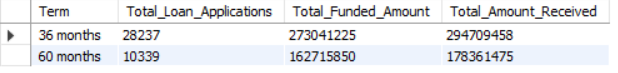 Term Total_Loan_Applications Total_Funded_Amount Total_Amount_Received
36 months 28237 273041225 294709458
60 months 10339 162715850 178361475